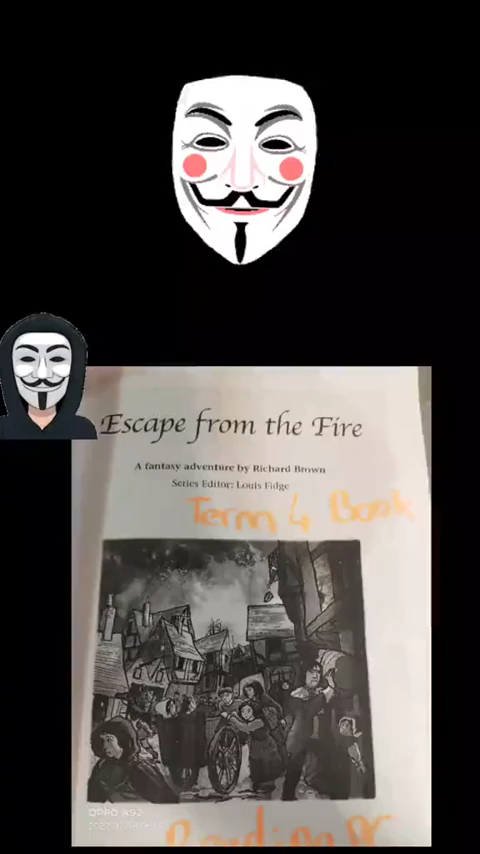 Escape from the Fire
A fantasy adventure by Richard Brown
Series Editor: Louis Fidge
Term 4 Book
OPPO A92